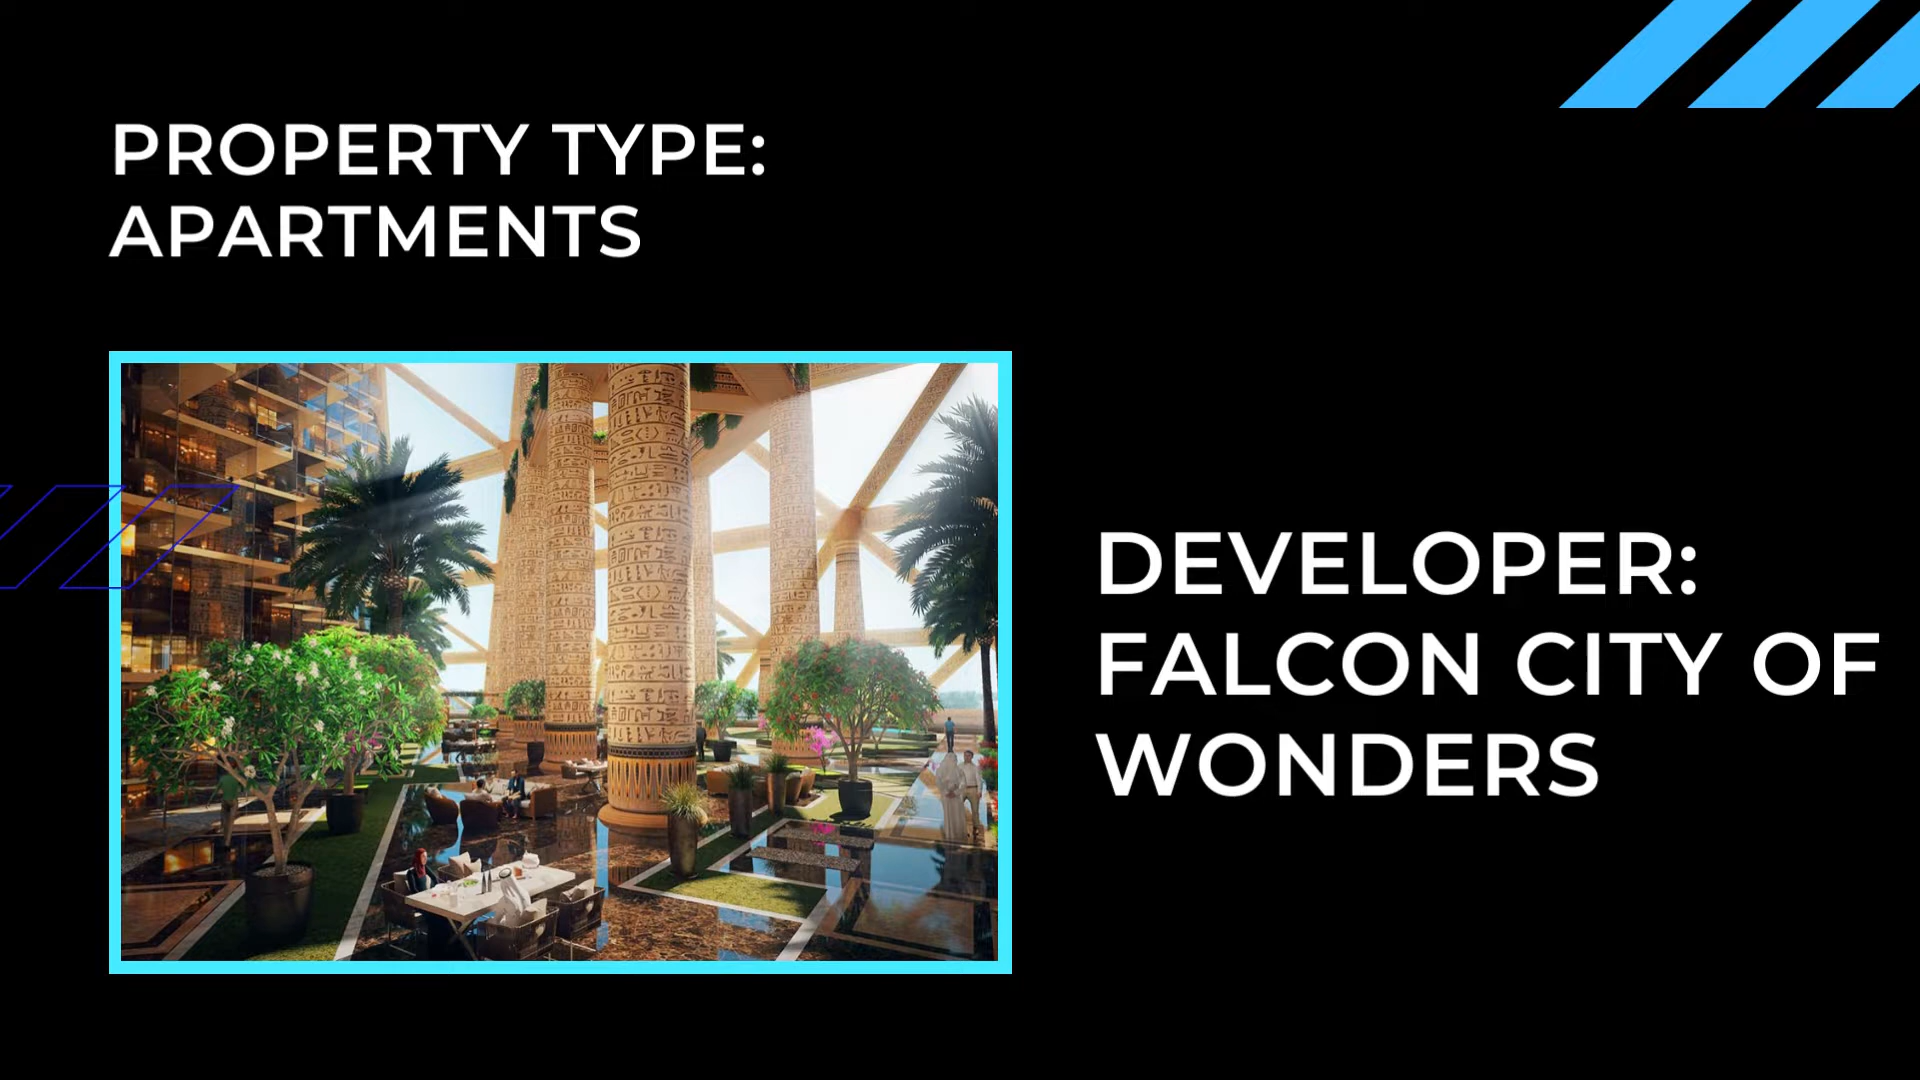 PROPERTY TYPE:
APARTMENTS
DEVELOPER:
FALCON CITY OF
WONDERS